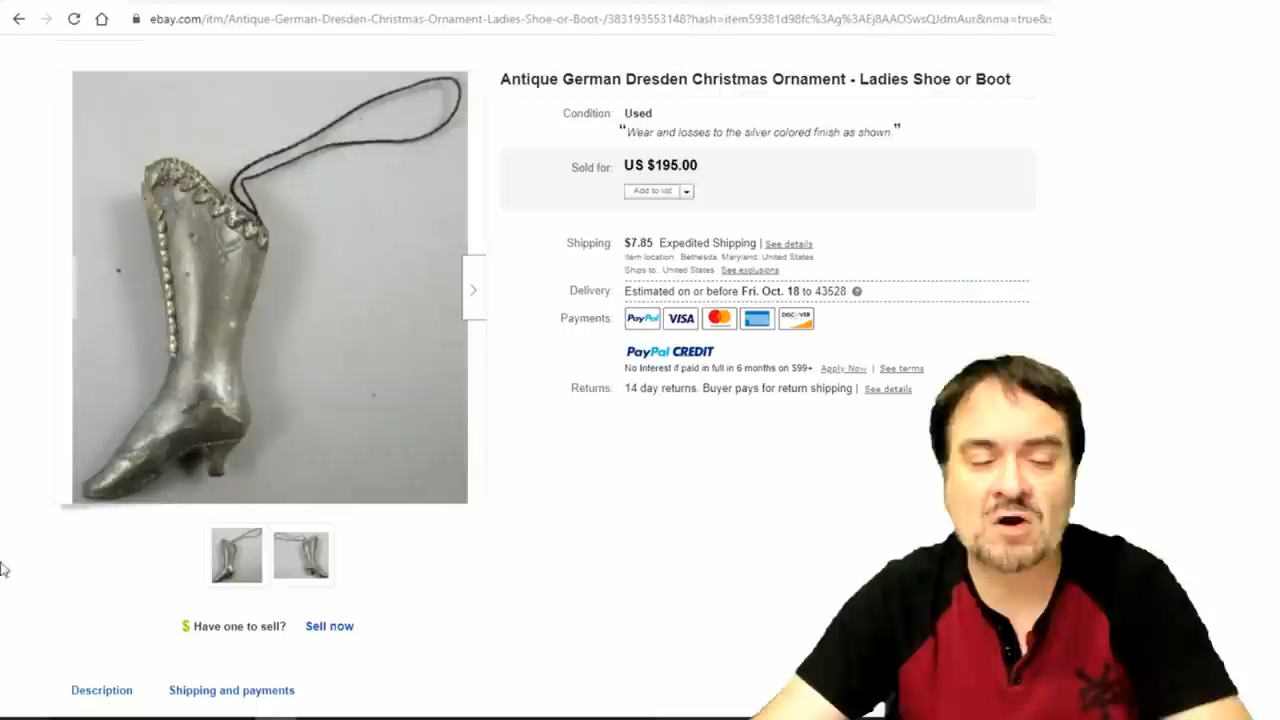 ebay.com/itm/Antique-German-Dresden-Christmas-Ornament-Ladies-Shoe-or-Boot-/383193553148?hash=item59381d98fc%3Ag%3AEj8AAOSwsQJdmAur&nma=true&s
Antique German Dresden Christmas Ornament - Ladies Shoe or Boot
Condition: Used
“Wear and losses to the silver colored finish as shown.”
Sold for: US $195.00
Add to list
Shipping: $7.85 Expedited Shipping | See details
Item location: Bethesda, Maryland, United States
Ships to: United States See exclusions
Delivery: Estimated on or before Fri. Oct. 18 to 43528
Payments: PayPal VISA MasterCard DISCOVER
PayPal CREDIT
No Interest if paid in full in 6 months on $99+. Apply Now | See terms
Returns: 14 day returns. Buyer pays for return shipping | See details
$ Have one to sell? Sell now
Description Shipping and payments